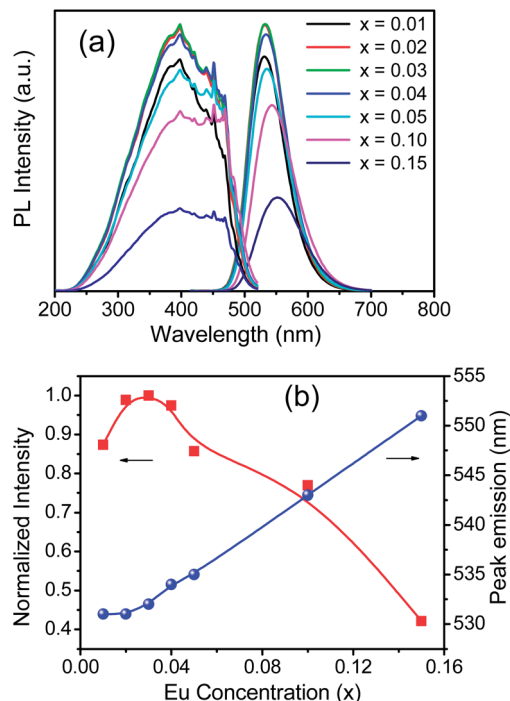 (a)
x = 0.01
x = 0.02
x = 0.03
x = 0.04
x = 0.05
x = 0.10
x = 0.15
PL Intensity (a.u.)
200 300 400 500 600 700 800
Wavelength (nm)
(b)
1.0
0.9
0.8
0.7
0.6
0.5
0.4
Normalized Intensity
555
550
545
540
535
530
Peak emission (nm)
0.00 0.04 0.08 0.12 0.16
Eu Concentration (x)